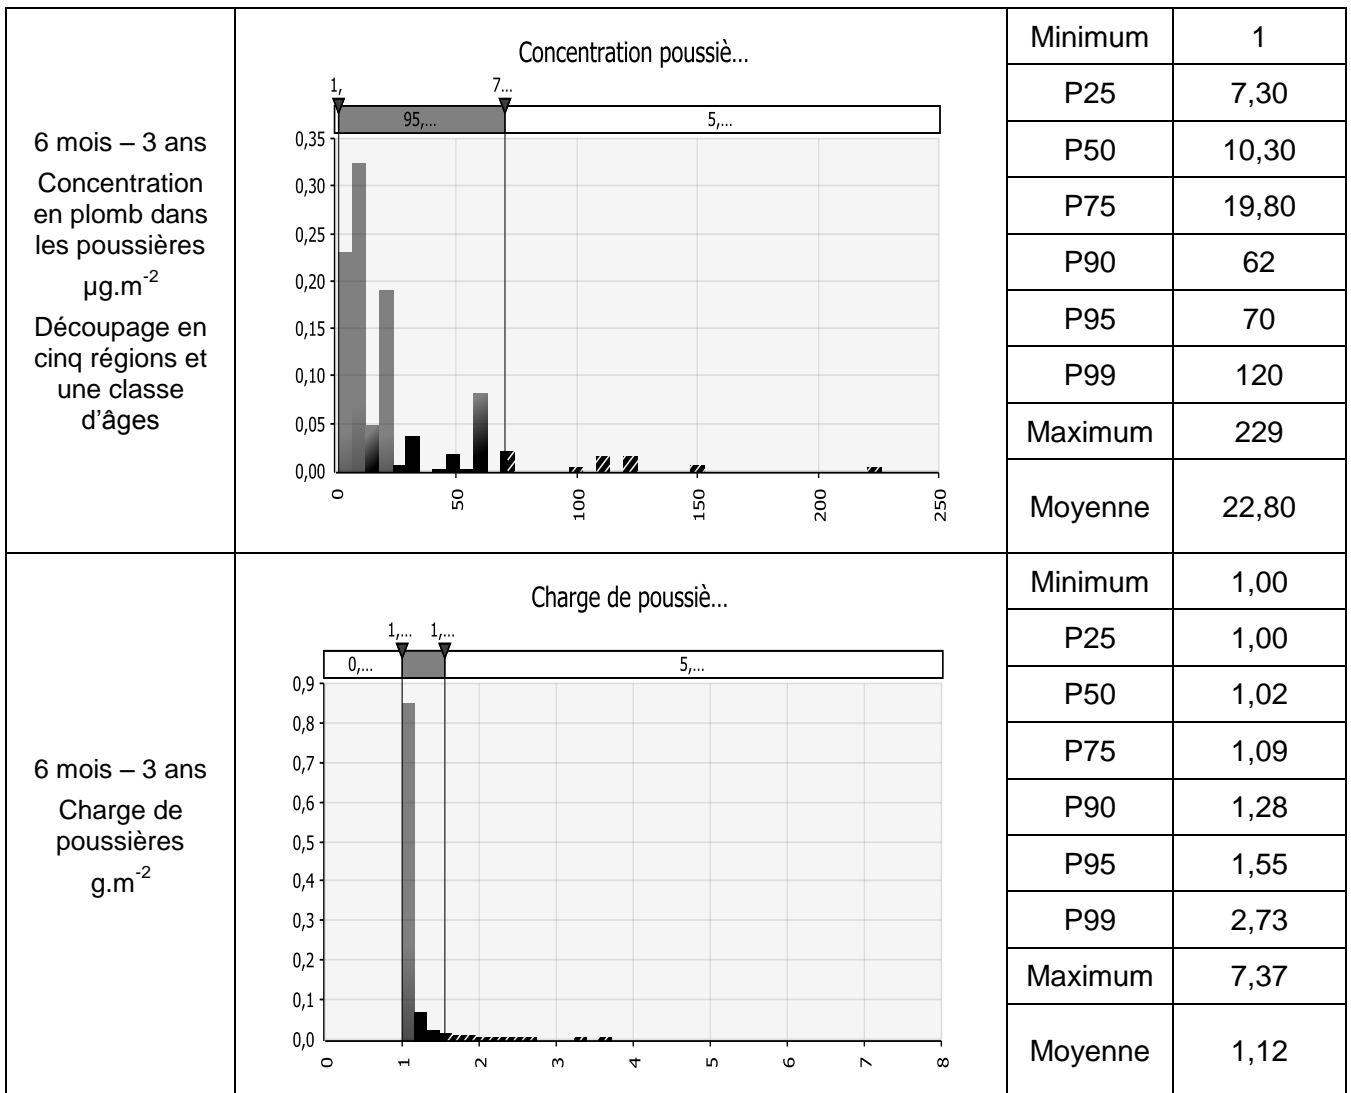 6 mois – 3 ans
Concentration
en plomb dans
les poussières
µg.m-2
Découpage en
cinq régions et
une classe
d'âges
Concentration poussiè...
1,
7...
95,...
5,...
0,35
0,30
0,25
0,20
0,15
0,10
0,05
0,00
0
50
100
150
200
250
Minimum 1
P25 7,30
P50 10,30
P75 19,80
P90 62
P95 70
P99 120
Maximum 229
Moyenne 22,80
6 mois – 3 ans
Charge de
poussières
g.m-2
Charge de poussiè...
1,... 1,...
0,...
5,...
0,9
0,8
0,7
0,6
0,5
0,4
0,3
0,2
0,1
0,0
0
1
2
3
4
5
6
7
8
Minimum 1,00
P25 1,00
P50 1,02
P75 1,09
P90 1,28
P95 1,55
P99 2,73
Maximum 7,37
Moyenne 1,12